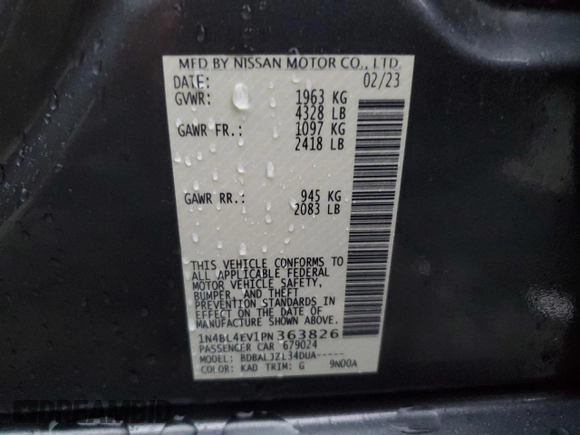 MFD BY NISSAN MOTOR CO., LTD.
DATE: 02/23
GVWR: 1963 KG
4328 LB
GAWR FR.: 1097 KG
2418 LB
GAWR RR.: 945 KG
2083 LB
THIS VEHICLE CONFORMS TO
ALL APPLICABLE FEDERAL
MOTOR VEHICLE SAFETY,
BUMPER, AND THEFT
PREVENTION STANDARDS IN
EFFECT ON THE DATE OF
MANUFACTURE SHOWN ABOVE.
1N4BL4EV1PN363826
PASSENGER CAR 679024
MODEL: BDBALJZL34DUA-----
COLOR: KAD TRIM: G 9N00A
DREAMBID